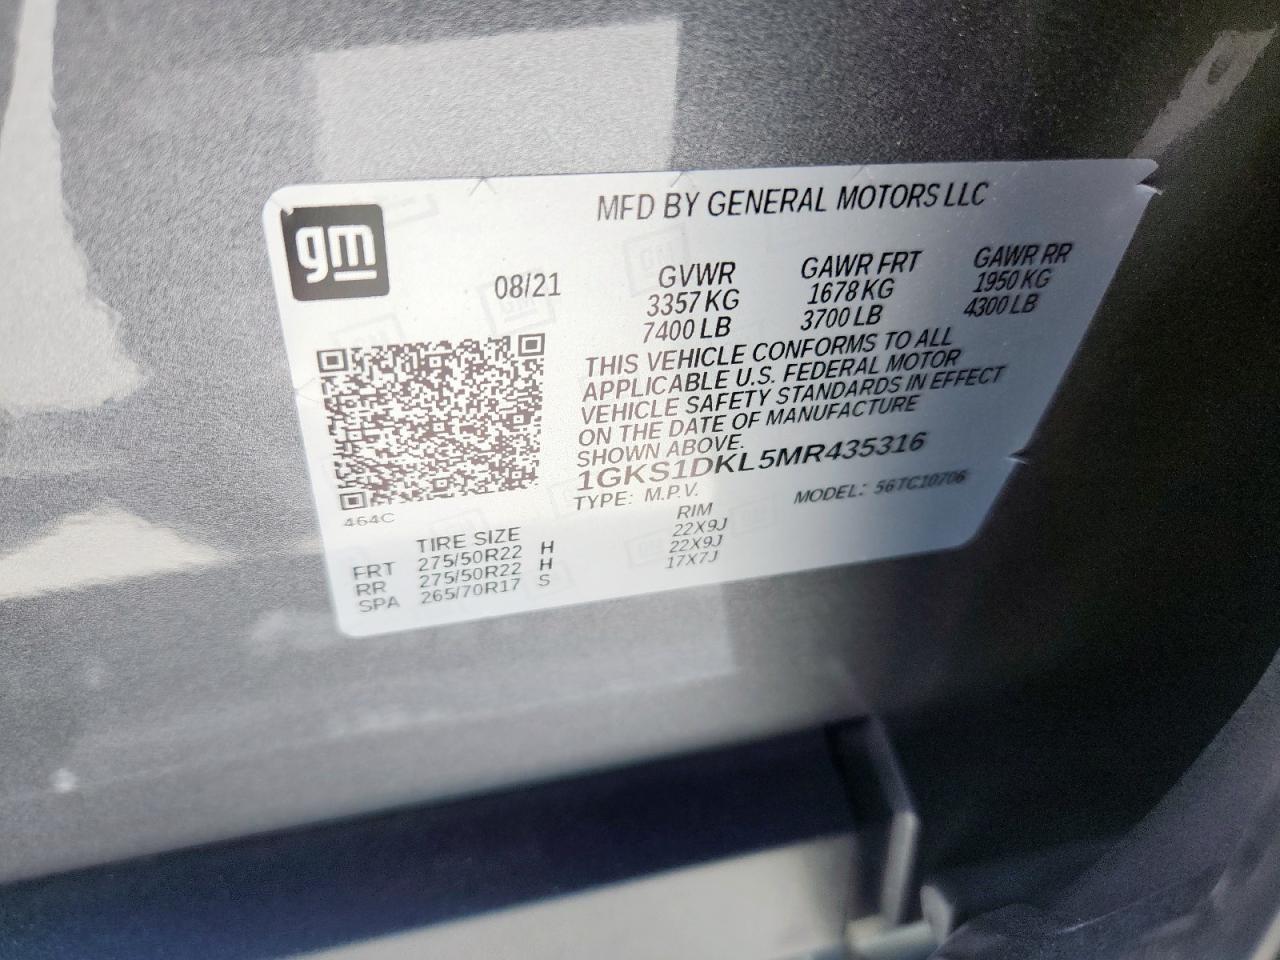 gm
MFD BY GENERAL MOTORS LLC
08/21
GVWR GAWR FRT GAWR RR
3357 KG 1678 KG 1950 KG
7400 LB 3700 LB 4300 LB
THIS VEHICLE CONFORMS TO ALL
APPLICABLE U.S. FEDERAL MOTOR
VEHICLE SAFETY STANDARDS IN EFFECT
ON THE DATE OF MANUFACTURE
SHOWN ABOVE.
1GKS1DKL5MR435316
TYPE: M.P.V. MODEL: 56TC10706
464C
TIRE SIZE RIM
FRT 275/50R22 H 22X9J
RR 275/50R22 H 22X9J
SPA 265/70R17 S 17X7J